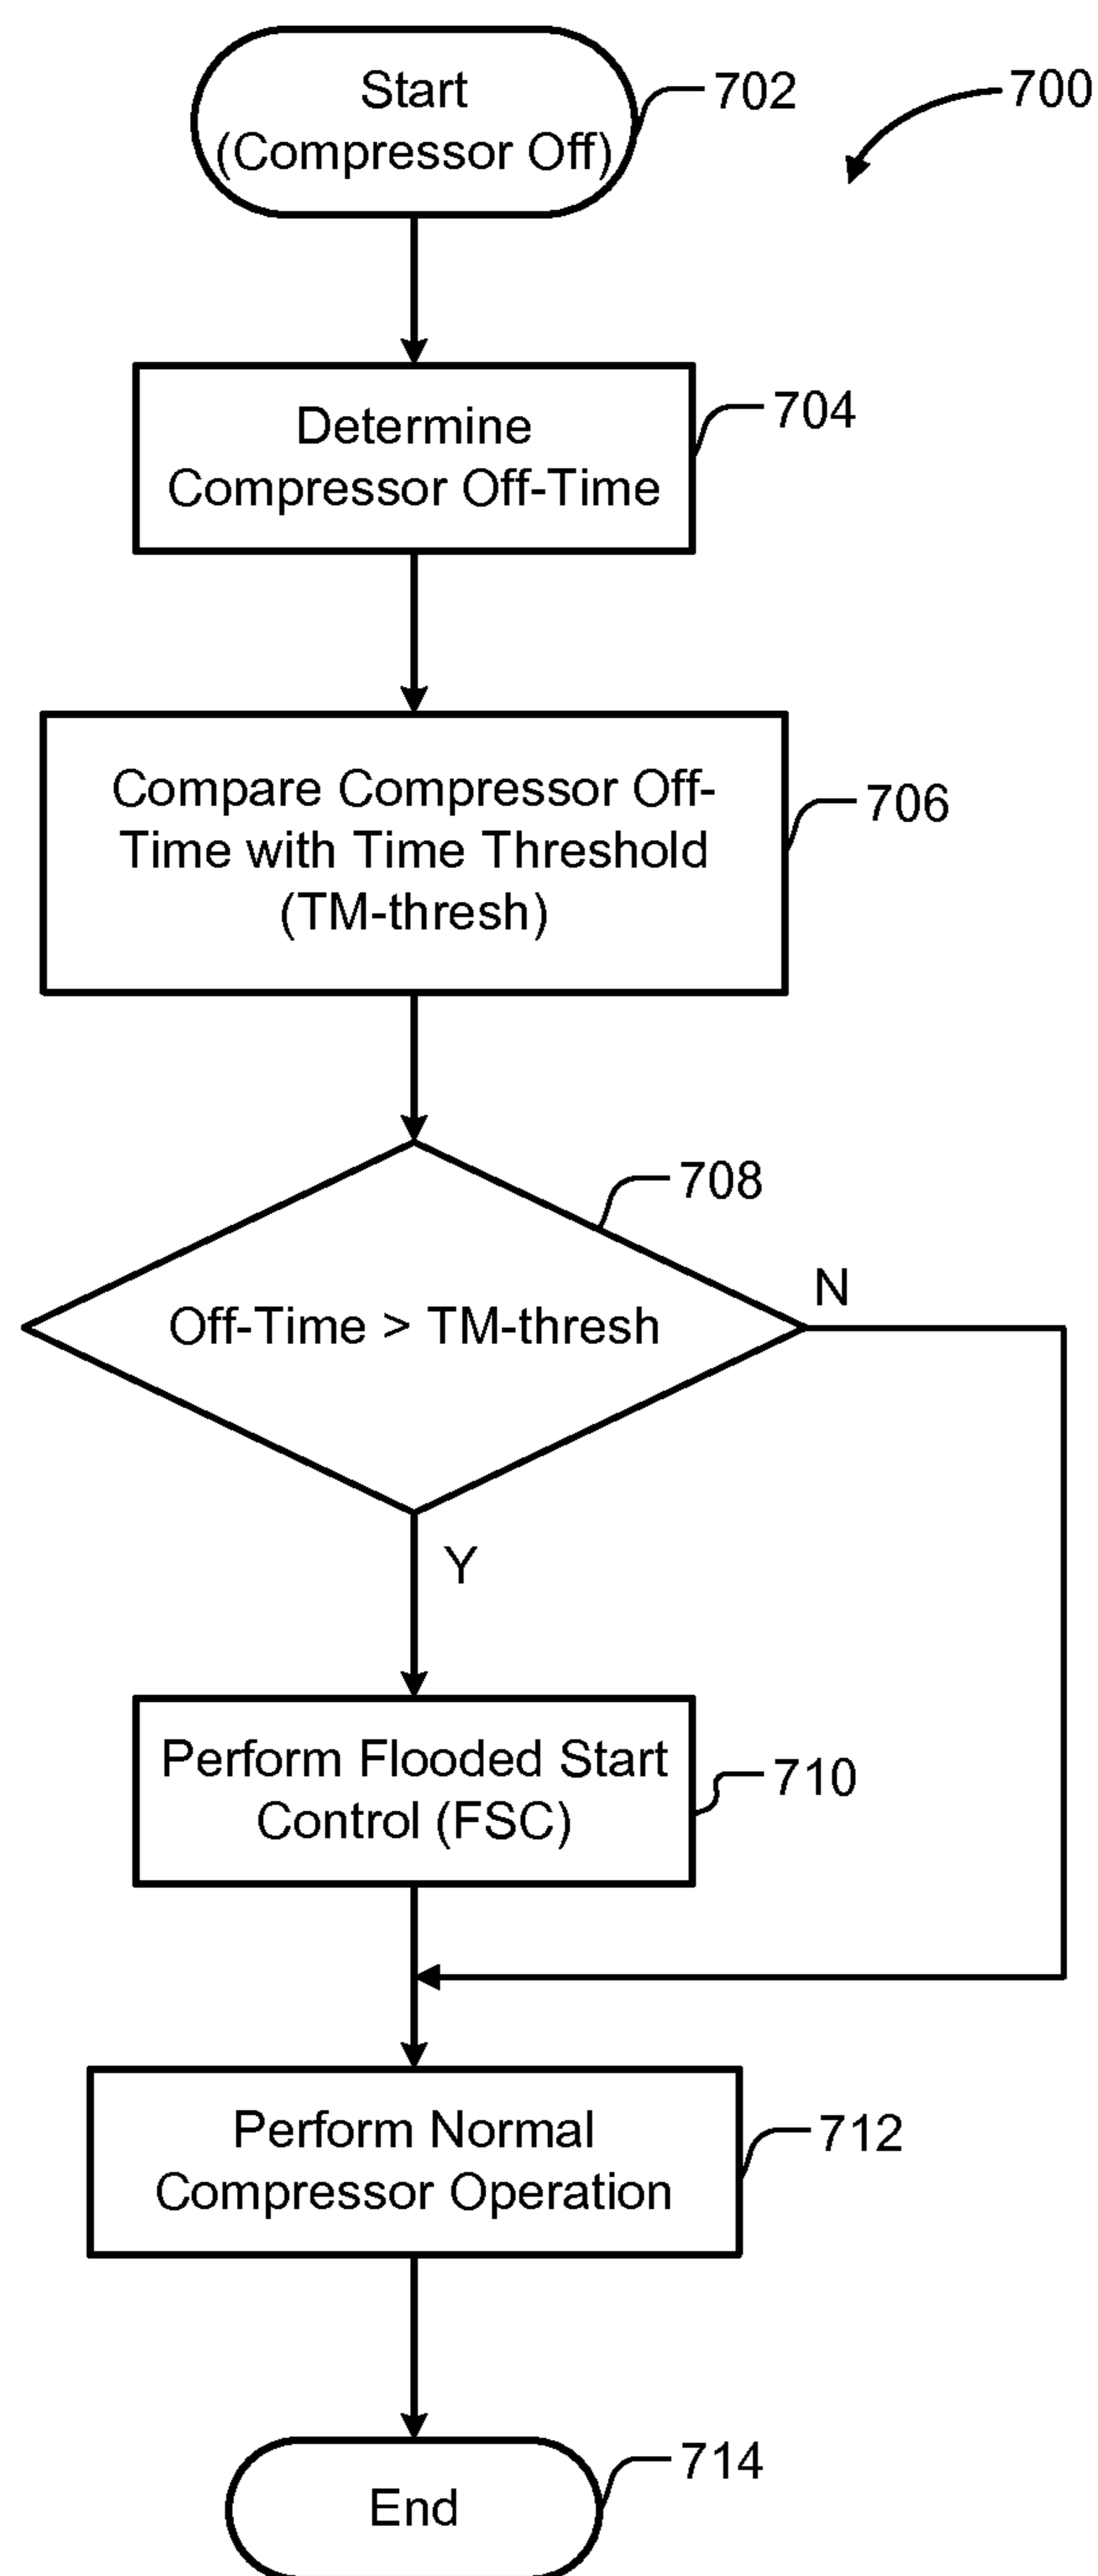 Start
(Compressor Off)
702
700
Determine
Compressor Off-Time
704
Compare Compressor Off-
Time with Time Threshold
(TM-thresh)
706
708
Off-Time > TM-thresh
N
Y
Perform Flooded Start
Control (FSC)
710
Perform Normal
Compressor Operation
712
End
714